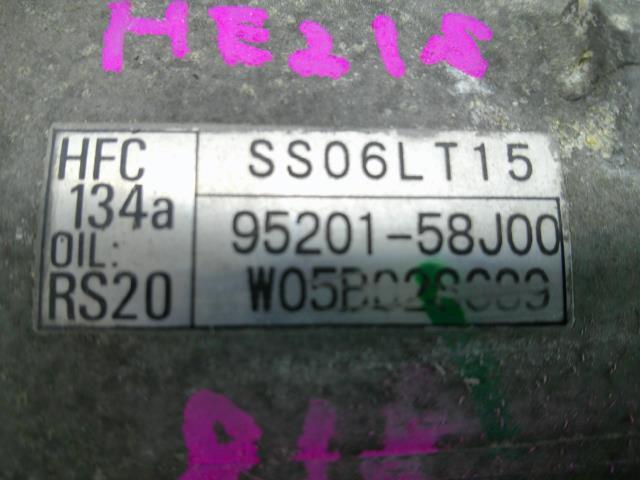 HE21S
HFC
134a
OIL:
RS20
SS06LT15
95201-58J00